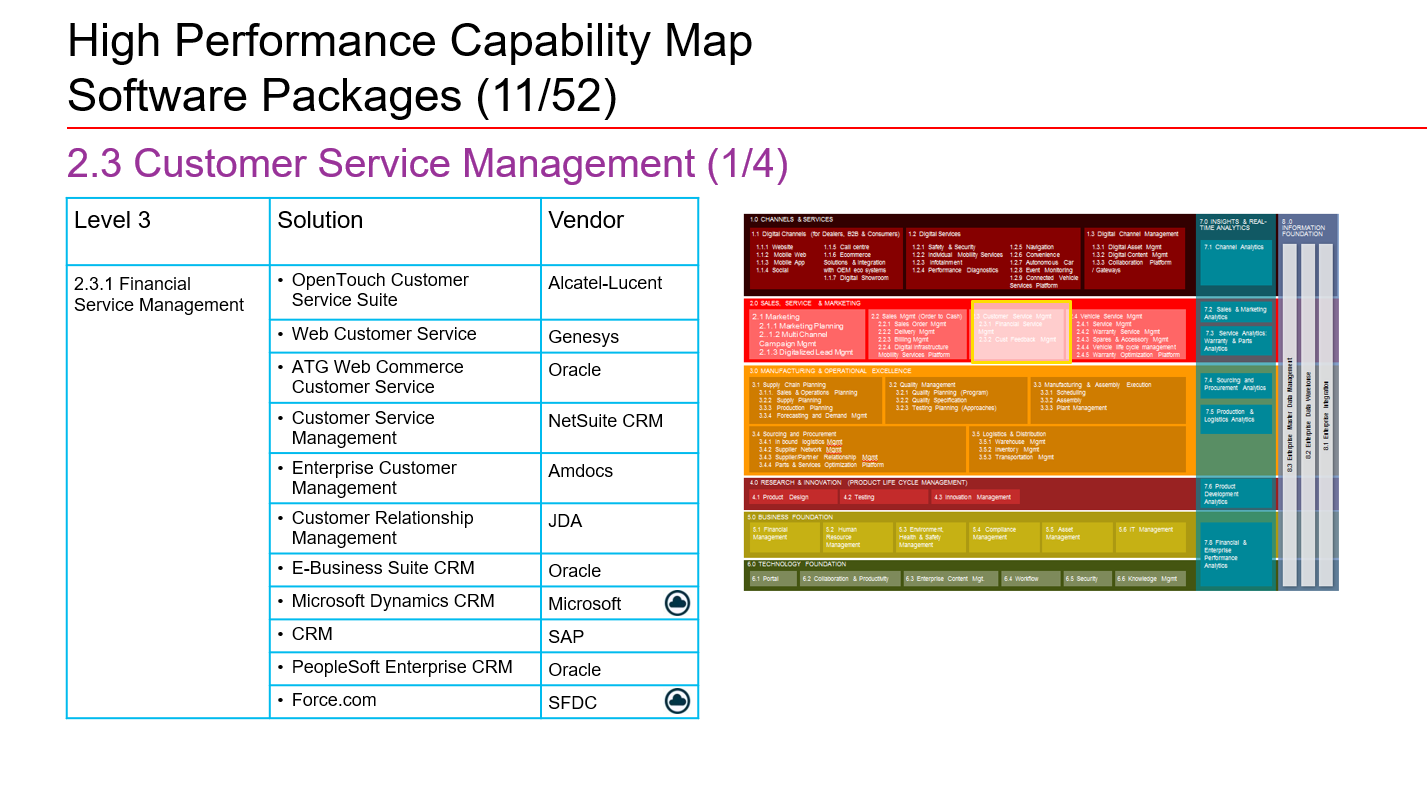 High Performance Capability Map
Software Packages (11/52)
2.3 Customer Service Management (1/4)
Level 3
Solution
Vendor
2.3.1 Financial
Service Management
• OpenTouch Customer
Service Suite
Alcatel-Lucent
• Web Customer Service
Genesys
• ATG Web Commerce
Customer Service
Oracle
• Customer Service
Management
NetSuite CRM
• Enterprise Customer
Management
Amdocs
• Customer Relationship
Management
JDA
• E-Business Suite CRM
Oracle
• Microsoft Dynamics CRM
Microsoft
• CRM
SAP
• PeopleSoft Enterprise CRM
Oracle
• Force.com
SFDC
1.0 CHANNELS & SERVICES
1.1 Digital Channels (for Dealers, B2B & Consumers)
1.1.1 Website
1.1.2 Mobile Web
1.1.3 Mobile App
1.1.4 Social
1.1.5 Call centre
1.1.6 Ecommerce
Solutions & integration
with OEM eco systems
1.1.7 Digital Showroom
1.2 Digital Services
1.2.1 Safety & Security
1.2.2 Individual Mobility Services
1.2.3 Infotainment
1.2.4 Performance Diagnostics
1.2.5 Navigation
1.2.6 Convenience
1.2.7 Autonomous Car
1.2.8 Event Monitoring
1.2.9 Connected Vehicle
Services Platform
1.3 Digital Channel Management
1.3.1 Digital Asset Mgmt
1.3.2 Digital Content Mgmt
1.3.3 Collaboration Platform
/ Gateways
2.0 SALES, SERVICE & MARKETING
2.1 Marketing
2.1.1 Marketing Planning
2..1.2 Multi Channel
Campaign Mgmt
2.1.3 Digitalized Lead Mgmt
2.2 Sales Mgmt (Order to Cash)
2.2.1 Sales Order Mgmt
2.2.2 Delivery Mgmt
2.2.3 Billing Mgmt
2.2.4 Digital Infrastructure
Mobility Services Platform
Customer Service Mgmt
Financial Service
Mgmt
Cust Feedback Mgmt
2.4 Vehicle Service Mgmt
2.4.1 Service Mgmt
2.4.2 Warranty Service Mgmt
2.4.3 Spares & Accessory Mgmt
2.4.4 Vehicle life cycle management
2.4.5 Warranty Optimization Platform
3.0 MANUFACTURING & OPERATIONAL EXCELLENCE
3.1 Supply Chain Planning
3.1.1 Sales & Operations Planning
3.2.2 Supply Planning
3.3.3 Production Planning
3.3.4 Forecasting and Demand Mgmt
3.2 Quality Management
3.2.1 Quality Planning (Program)
3.2.2 Quality Specification
3.2.3 Testing Planning (Approaches)
3.3 Manufacturing & Assembly Execution
3.3.1 Scheduling
3.3.2 Assembly
3.3.3 Plant Management
3.4 Sourcing and Procurement
3.4.1 In bound logistics Mgmt
3.4.2 Supplier Network Mgmt
3.4.3 Supplier/Partner Relationship Mgmt
3.4.4 Parts & Services Optimization Platform
3.5 Logistics & Distribution
3.5.1 Warehouse Mgmt
3.5.2 Inventory Mgmt
3.5.3 Transportation Mgmt
4.0 RESEARCH & INNOVATION (PRODUCT LIFE CYCLE MANAGEMENT)
4.1 Product Design
4.2 Testing
4.3 Innovation Management
5.0 BUSINESS FOUNDATION
5.1 Financial
Management
5.2 Human
Resource
Management
5.3 Environment,
Health & Safety
Management
5.4 Compliance
Management
5.5 Asset
Management
5.6 IT Management
6.0 TECHNOLOGY FOUNDATION
6.1 Portal
6.2 Collaboration & Productivity
6.3 Enterprise Content Mgt.
6.4 Workflow
6.5 Security
6.6 Knowledge Mgmt
7.0 INSIGHTS & REAL-
TIME ANALYTICS
7.1 Channel Analytics
7.2 Sales & Marketing
Analytics
7.3 Service Analytics:
Warranty & Parts
Analytics
7.4 Sourcing and
Procurement Analytics
7.5 Production &
Logistics Analytics
7.6 Product
Development
Analytics
7.8 Financial &
Enterprise
Performance
Analytics
8 .0
INFORMATION
FOUNDATION
8.3 Enterprise Master Data Management
8.2 Enterprise Data Warehouse
8.1 Enterprise Integration